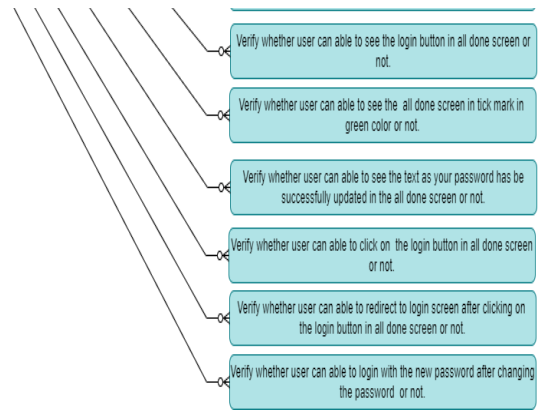 Verify whether user can able to see the login button in all done screen or
not.
Verify whether user can able to see the all done screen in tick mark in
green color or not.
Verify whether user can able to see the text as your password has be
successfully updated in the all done screen or not.
Verify whether user can able to click on the login button in all done screen
or not.
Verify whether user can able to redirect to login screen after clicking on
the login button in all done screen or not.
Verify whether user can able to login with the new password after changing
the password or not.